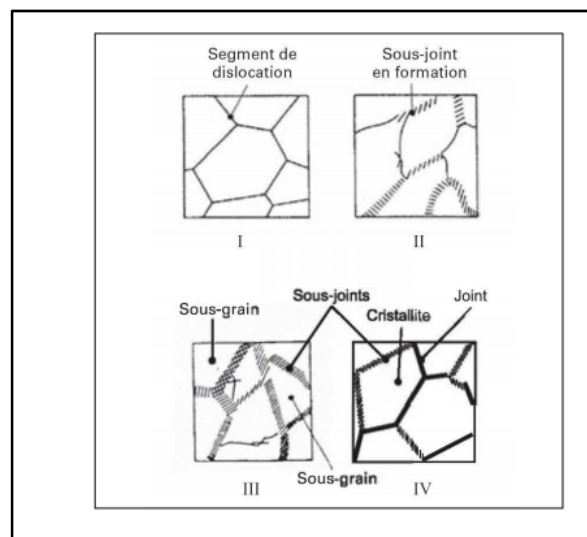 Segment de
dislocation
Sous-joint
en formation
I
II
Sous-grain
Sous-joints
Joint
Cristallite
Sous-grain
III
IV